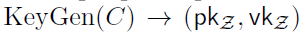 KeyGen(C) → (pk_𝒵, vk_𝒵)